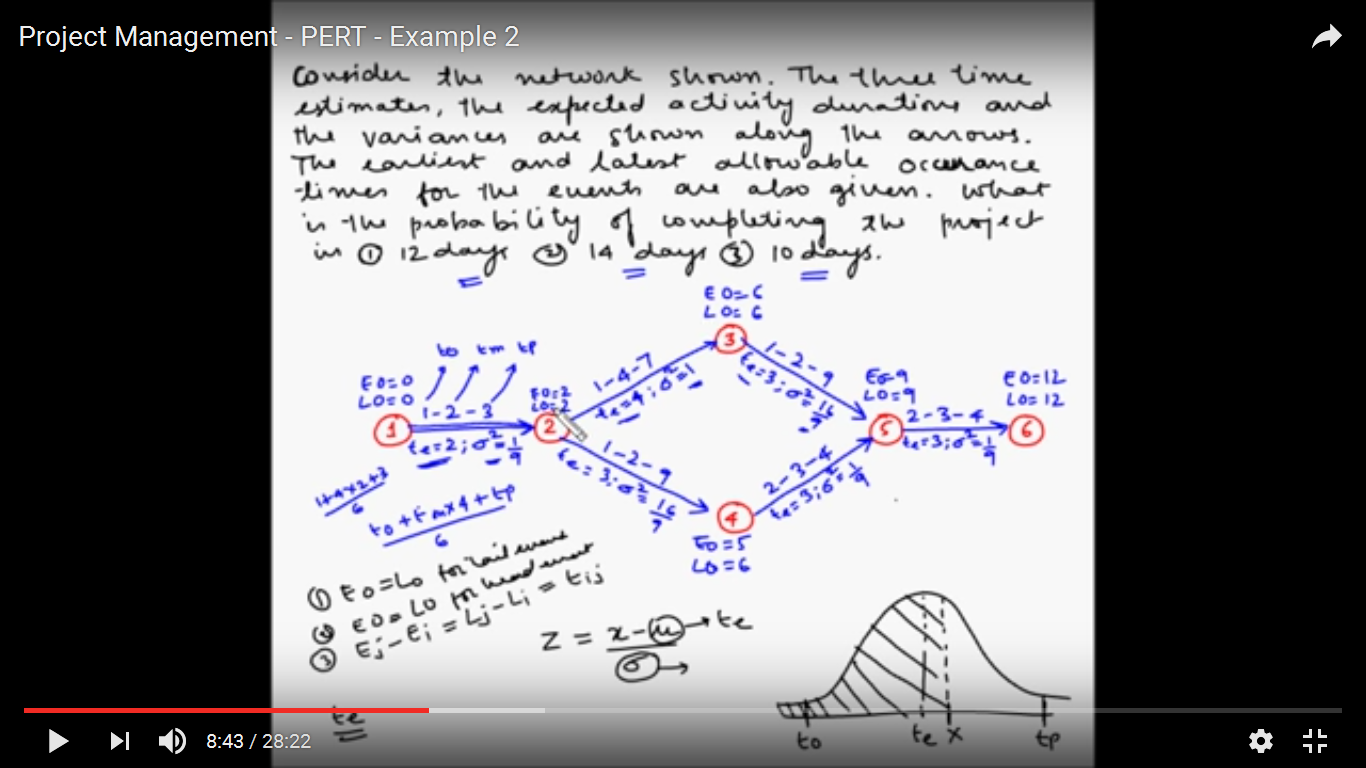 Project Management - PERT - Example 2
Consider the network shown. The three time
estimates, the expected activity durations and
the variances are shown along the arrows.
The earliest and latest allowable occurance
times for the events are also given. What
is the probability of completing the project
in ① 12 days ② 14 days ③ 10 days.
EO=6
LO=6
3
to tm tp
EO=0
LO=0
1-2-3
1
te=2; σ²=1/9
EO=2
LO=2
2
1-4-7
te=4; σ²=1
1-2-9
te=3; σ²=16/9
EO=9
LO=9
5
2-3-4
te=3; σ²=1/9
EO=12
LO=12
6
1-2-9
te=3; σ²=16/9
2-3-4
te=3; σ²=1/9
4
EO=5
LO=6
1+4×2+3
6
to+tm×4+tp
6
① EO=LO for tail event
② EO=LO for head event
③ Ej-Ei=Lj-Li=tij
Z = x-μ → te
σ →
te
to te x tp
8:43 / 28:22